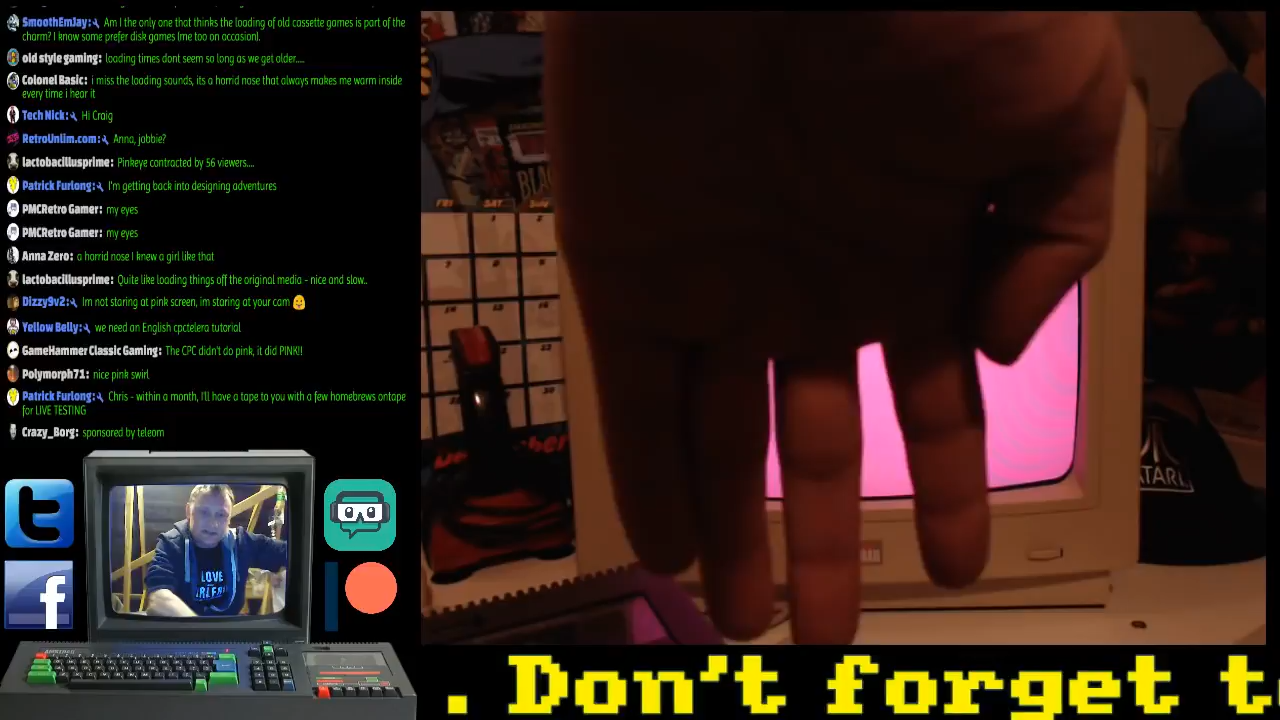 SmoothEmJay: Am I the only one that thinks the loading of old cassette games is part of the
charm? I know some prefer disk games (me too on occasion).
old style gaming: loading times dont seem so long as we get older....
Colonel Basic: i miss the loading sounds, its a horrid nose that always makes me warm inside
every time i hear it
Tech Nick: Hi Craig
RetroUnlim.com: Anna, jobbie?
lactobacillusprime: Pinkeye contracted by 56 viewers....
Patrick Furlong: I'm getting back into designing adventures
PMCRetro Gamer: my eyes
PMCRetro Gamer: my eyes
Anna Zero: a horrid nose I knew a girl like that
lactobacillusprime: Quite like loading things off the original media - nice and slow..
Dizzy9v2: Im not staring at pink screen, im staring at your cam
Yellow Belly: we need an English cpctelera tutorial
GameHammer Classic Gaming: The CPC didn't do pink, it did PINK!!
Polymorph71: nice pink swirl
Patrick Furlong: Chris - within a month, I'll have a tape to you with a few homebrews ontape
for LIVE TESTING
Crazy_Borg: sponsored by teleom
FRI SAT
LOVE
ATARI
. Don't forget t